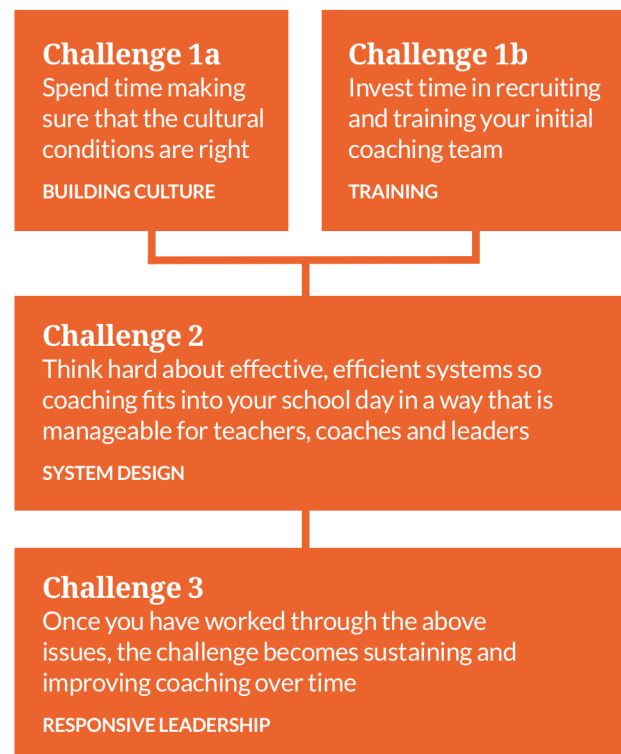 Challenge 1a
Spend time making
sure that the cultural
conditions are right
BUILDING CULTURE
Challenge 1b
Invest time in recruiting
and training your initial
coaching team
TRAINING
Challenge 2
Think hard about effective, efficient systems so
coaching fits into your school day in a way that is
manageable for teachers, coaches and leaders
SYSTEM DESIGN
Challenge 3
Once you have worked through the above
issues, the challenge becomes sustaining and
improving coaching over time
RESPONSIVE LEADERSHIP